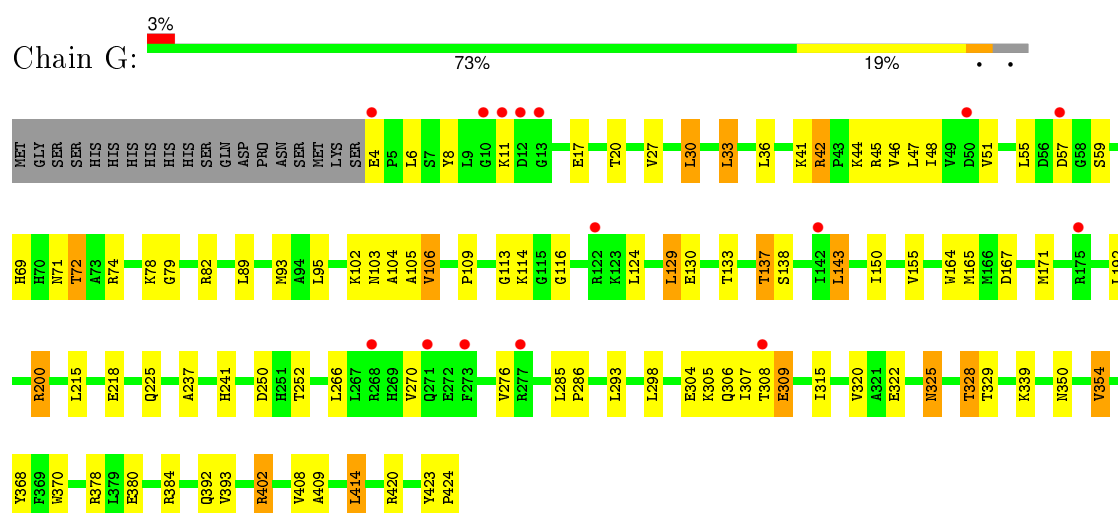 3%
Chain G:
73% 19% • •
MET GLY SER SER HIS HIS HIS HIS HIS HIS SER GLN ASP PRO ASN SER MET LYS SER E4 P5 L6 S7 Y8 L9 G10 K11 D12 G13 E17 T20 V27 L30 L33 L36 K41 R42 P43 K44 R45 V46 L47 I48 V49 D50 V51 L55 D56 D57 G58 S59
H69 H70 N71 T72 A73 R74 K78 G79 R82 L89 M93 A94 L95 K102 N103 A104 A105 V106 P109 G113 K114 G115 G116 R122 K123 L124 L129 E130 T133 T137 S138 I142 L143 I150 V155 W164 M165 M166 D167 M171 R175
R200 L215 E218 Q225 A237 H241 D250 H251 T252 L266 L267 R268 H269 V270 Q271 E272 F273 V276 R277 L285 P286 L293 L298 E304 K305 Q306 I307 T308 E309 I315 V320 A321 E322 N325 T328 T329 K339 N350 V354
Y368 F369 W370 R378 L379 E380 R384 Q392 V393 R402 V408 A409 L414 R420 Y423 P424